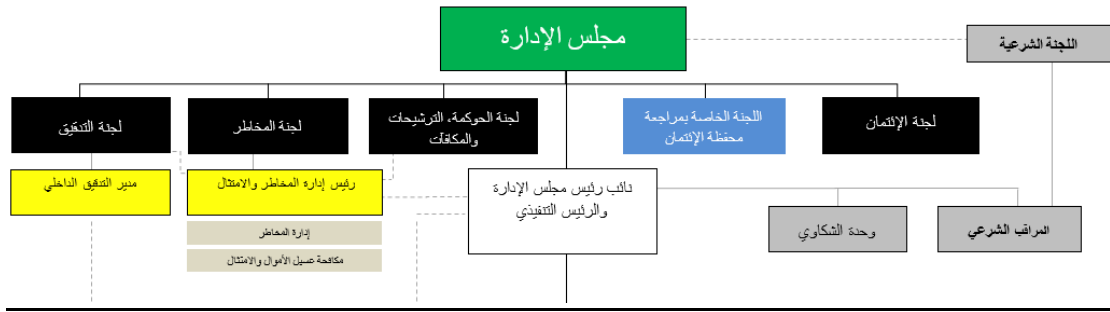 مجلس الإدارة
اللجنة الشرعية
لجنة الإئتمان
اللجنة الخاصة بمراجعة
محفظة الإئتمان
لجنة الحوكمة، الترشيحات
والمكافآت
لجنة المخاطر
لجنة التدقيق
المراقب الشرعي
وحدة الشكاوي
نائب رئيس مجلس الإدارة
والرئيس التنفيذي
رئيس إدارة المخاطر والامتثال
مدير التدقيق الداخلي
إدارة المخاطر
مكافحة غسيل الأموال والامتثال